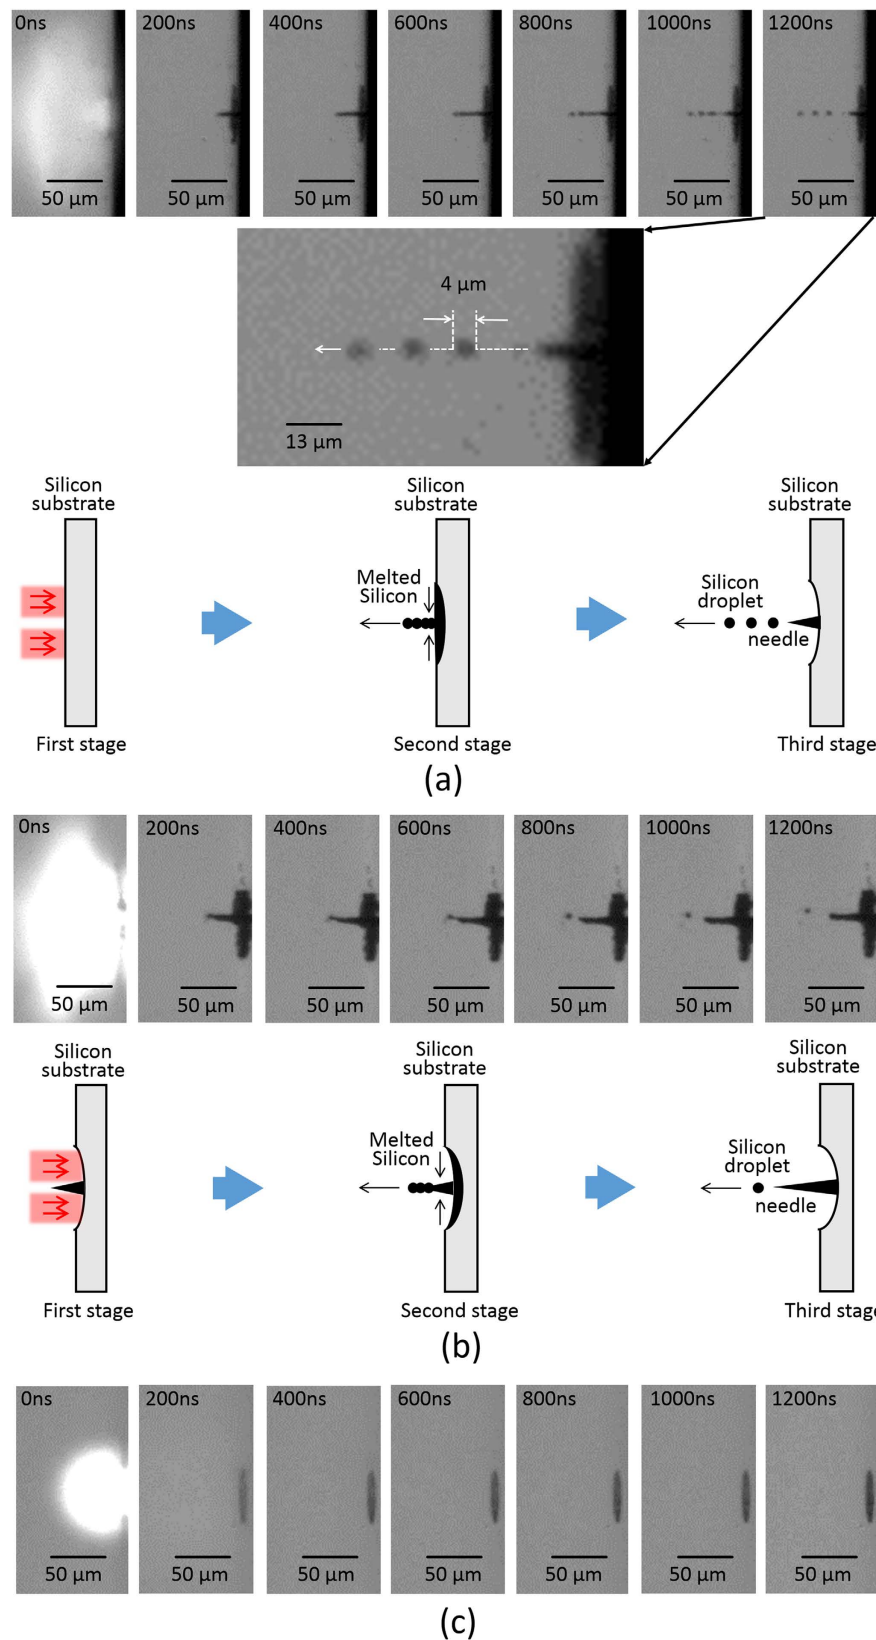 0ns 200ns 400ns 600ns 800ns 1000ns 1200ns
50 µm 50 µm 50 µm 50 µm 50 µm 50 µm 50 µm
4 µm
13 µm
Silicon
substrate
Silicon
substrate
Silicon
substrate
Melted
Silicon
Silicon
droplet
needle
First stage
Second stage
Third stage
(a)
0ns 200ns 400ns 600ns 800ns 1000ns 1200ns
50 µm 50 µm 50 µm 50 µm 50 µm 50 µm 50 µm
Silicon
substrate
Silicon
substrate
Silicon
substrate
Melted
Silicon
Silicon
droplet
needle
First stage
Second stage
Third stage
(b)
0ns 200ns 400ns 600ns 800ns 1000ns 1200ns
50 µm 50 µm 50 µm 50 µm 50 µm 50 µm 50 µm
(c)